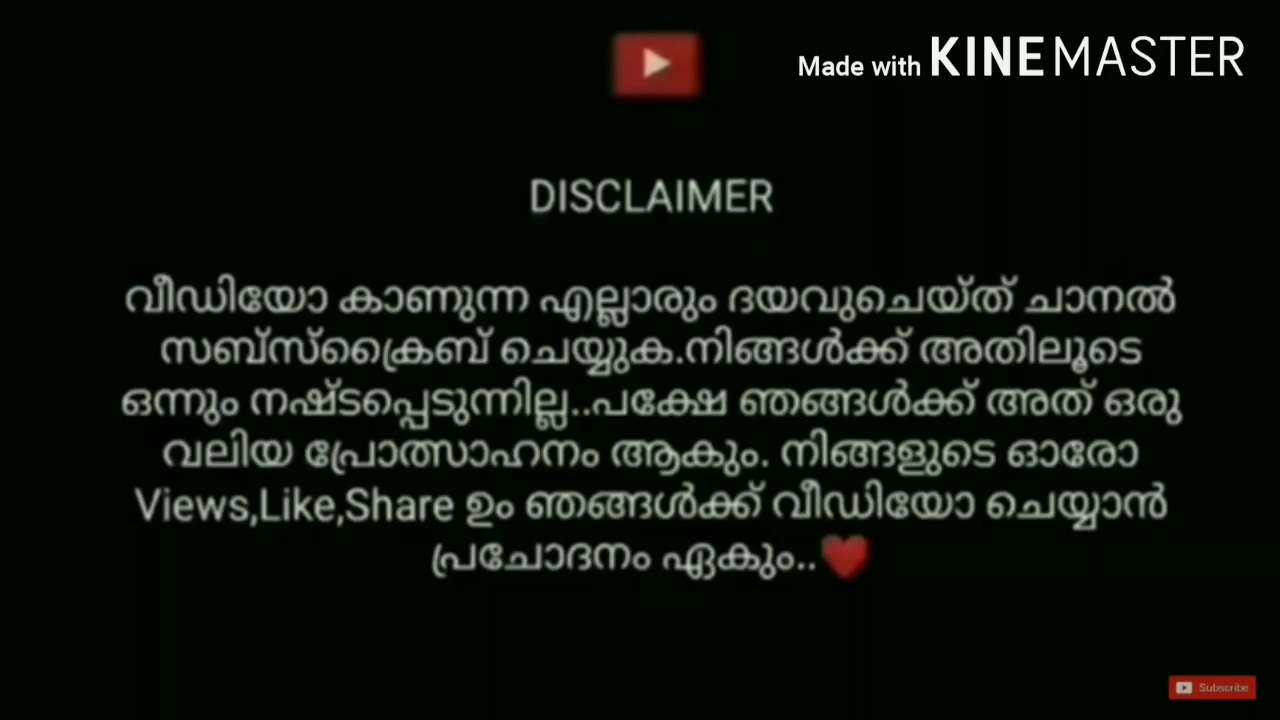 Made with KINEMASTER
DISCLAIMER
വീഡിയോ കാണുന്ന എല്ലാരും ദയവുചെയ്ത് ചാനൽ
സബ്സ്ക്രൈബ് ചെയ്യുക.നിങ്ങൾക്ക് അതിലൂടെ
ഒന്നും നഷ്ടപ്പെടുന്നില്ല..പക്ഷേ ഞങ്ങൾക്ക് അത് ഒരു
വലിയ പ്രോത്സാഹനം ആകും. നിങ്ങളുടെ ഓരോ
Views,Like,Share ഉം ഞങ്ങൾക്ക് വീഡിയോ ചെയ്യാൻ
പ്രചോദനം ഏകും..❤️
Subscribe